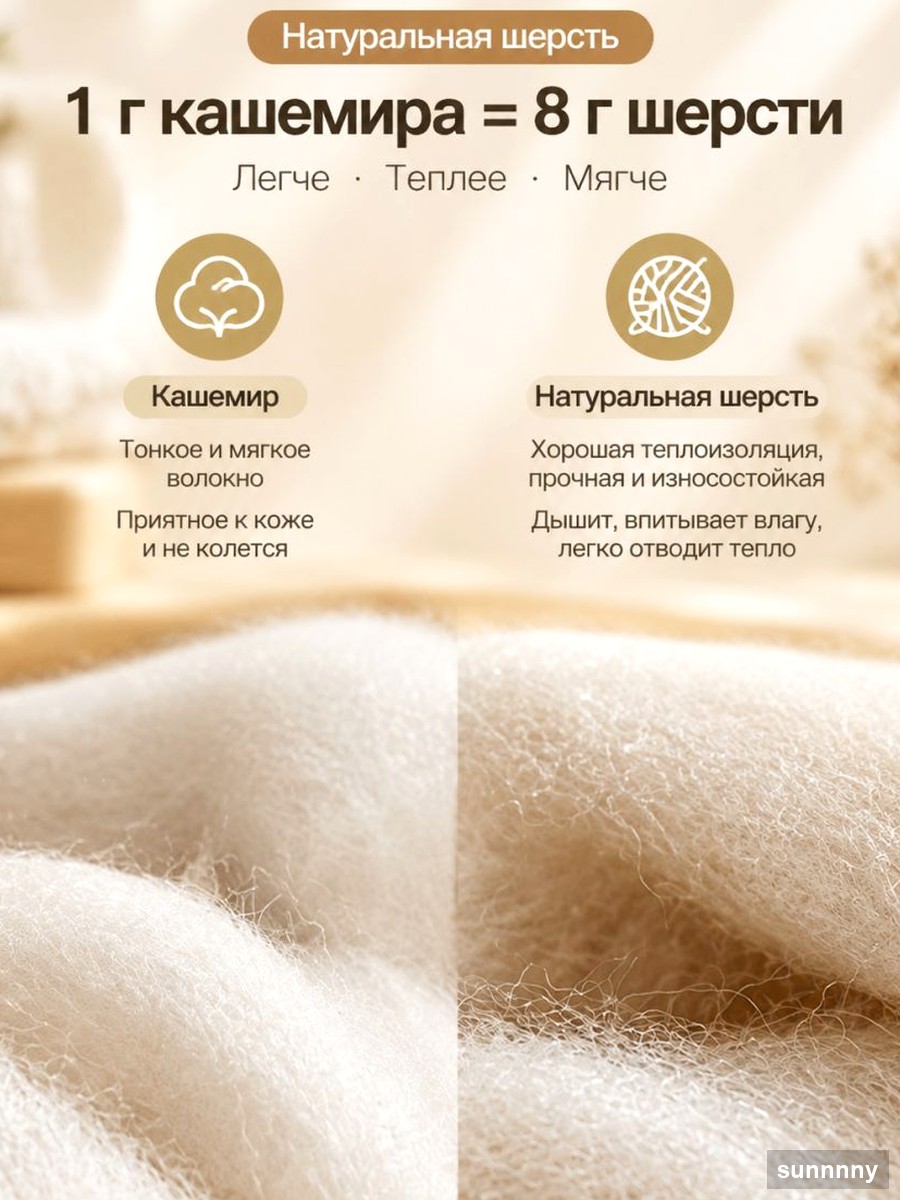 Натуральная шерсть
1 г кашемира = 8 г шерсти
Легче · Теплее · Мягче
Кашемир
Тонкое и мягкое
волокно
Приятное к коже
и не колется
Натуральная шерсть
Хорошая теплоизоляция,
прочная и износостойкая
Дышит, впитывает влагу,
легко отводит тепло
sunnnny